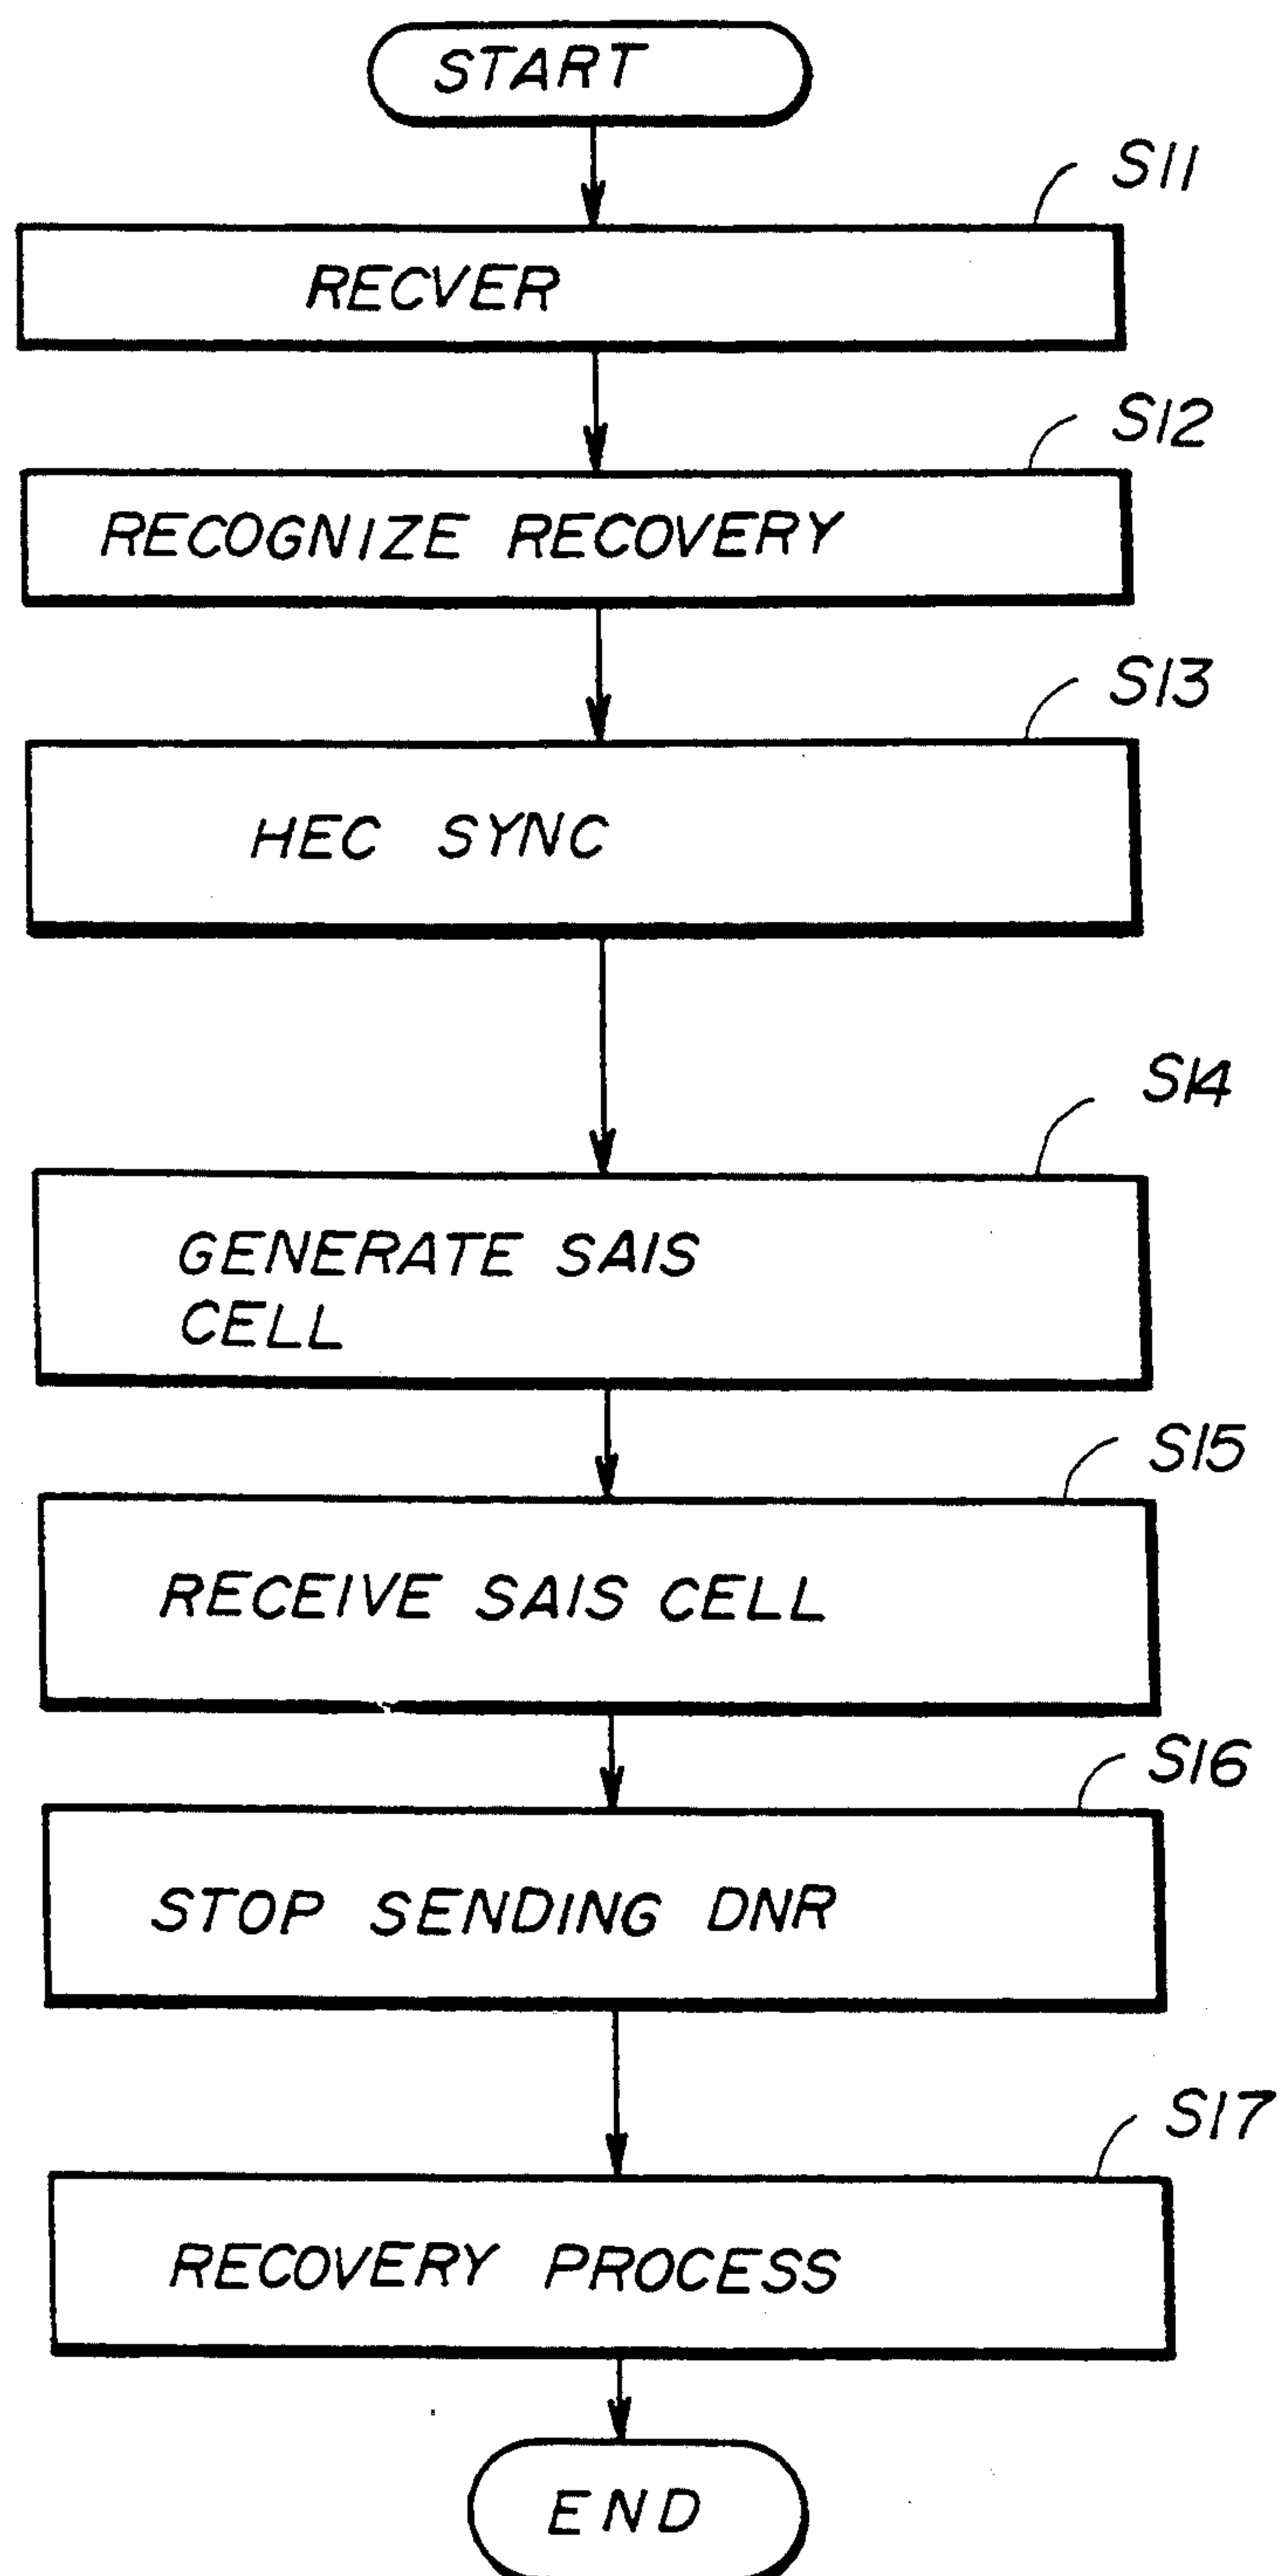 START
S11
RECVER
S12
RECOGNIZE RECOVERY
S13
HEC SYNC
S14
GENERATE SAIS
CELL
S15
RECEIVE SAIS CELL
S16
STOP SENDING DNR
S17
RECOVERY PROCESS
END